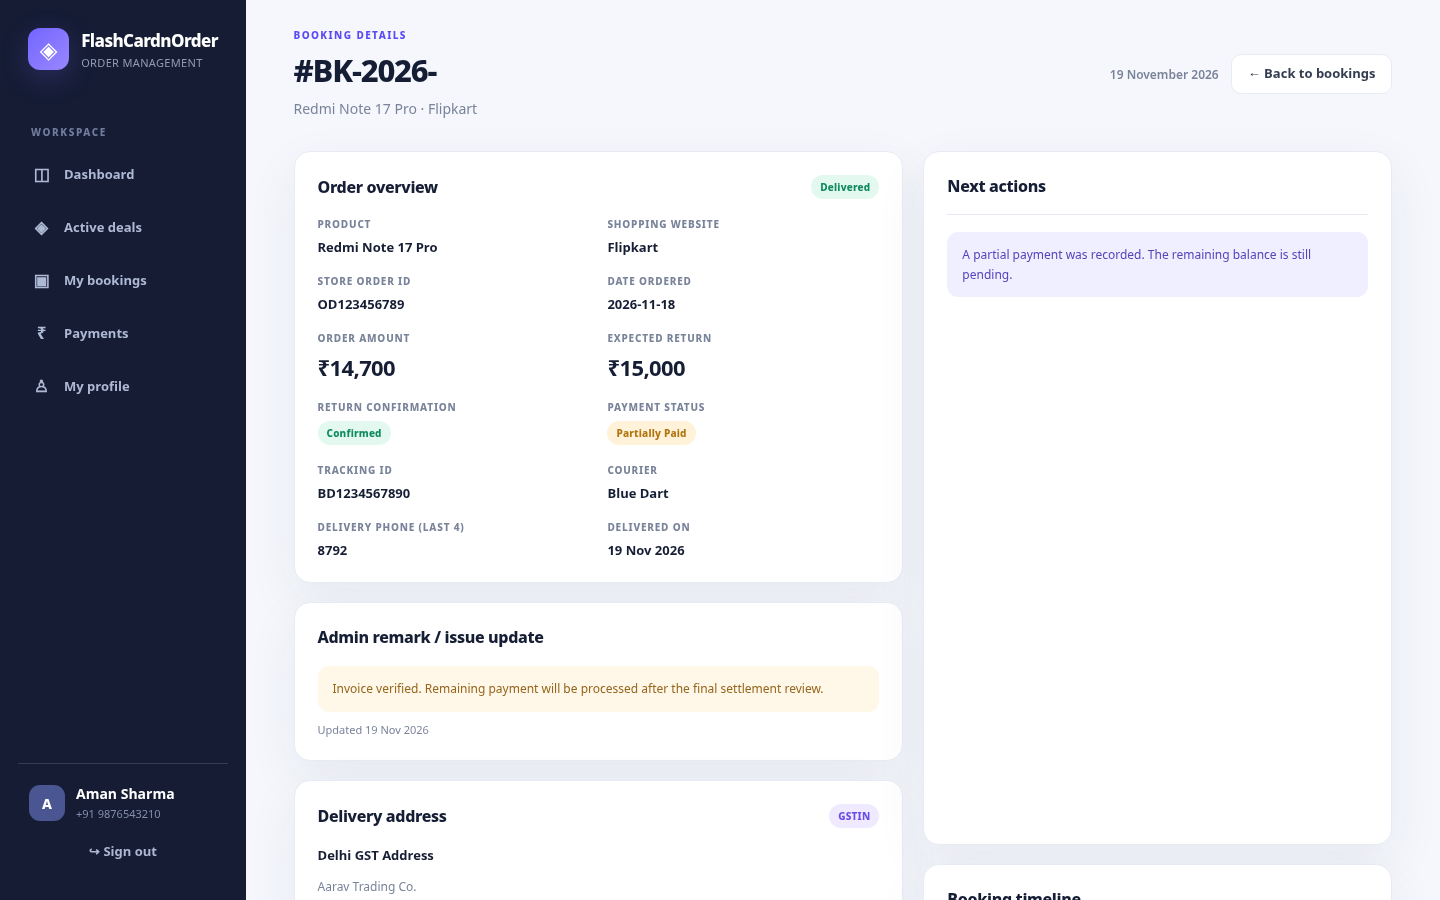 FlashCardnOrder
ORDER MANAGEMENT
WORKSPACE
Dashboard
Active deals
My bookings
₹ Payments
My profile
A
Aman Sharma
+91 9876543210
↪ Sign out
BOOKING DETAILS
#BK-2026-
Redmi Note 17 Pro · Flipkart
19 November 2026
← Back to bookings
Order overview
Delivered
PRODUCT
Redmi Note 17 Pro
SHOPPING WEBSITE
Flipkart
STORE ORDER ID
OD123456789
DATE ORDERED
2026-11-18
ORDER AMOUNT
₹14,700
EXPECTED RETURN
₹15,000
RETURN CONFIRMATION
Confirmed
PAYMENT STATUS
Partially Paid
TRACKING ID
BD1234567890
COURIER
Blue Dart
DELIVERY PHONE (LAST 4)
8792
DELIVERED ON
19 Nov 2026
Admin remark / issue update
Invoice verified. Remaining payment will be processed after the final settlement review.
Updated 19 Nov 2026
Delivery address
GSTIN
Delhi GST Address
Aarav Trading Co.
Next actions
A partial payment was recorded. The remaining balance is still
pending.
Booking timeline